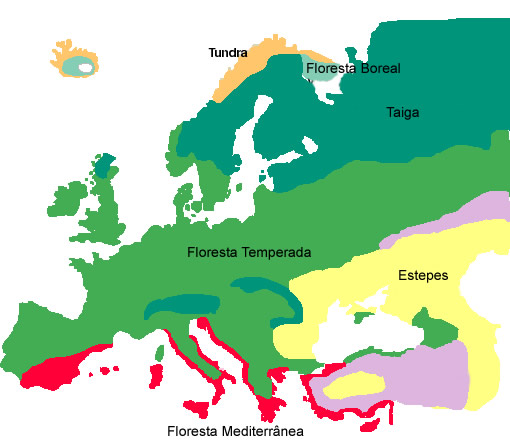 Tundra
Floresta Boreal
Taiga
Floresta Temperada
Estepes
Floresta Mediterrânea